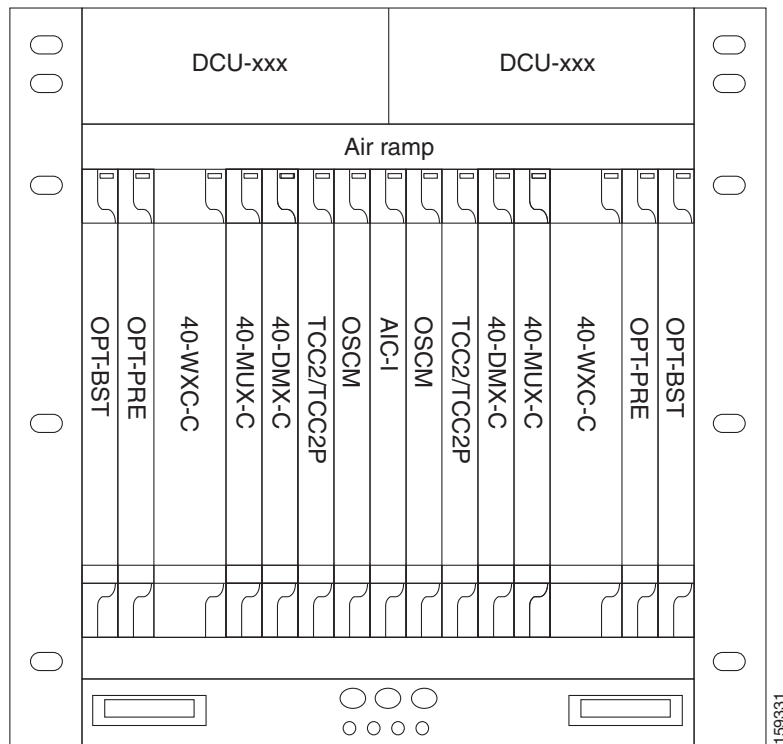 DCU-xxx
DCU-xxx
Air ramp
OPT-BST
OPT-PRE
40-WXC-C
40-MUX-C
40-DMX-C
TCC2/TCC2P
OSCM
AIC-I
OSCM
TCC2/TCC2P
40-DMX-C
40-MUX-C
40-WXC-C
OPT-PRE
OPT-BST
159331